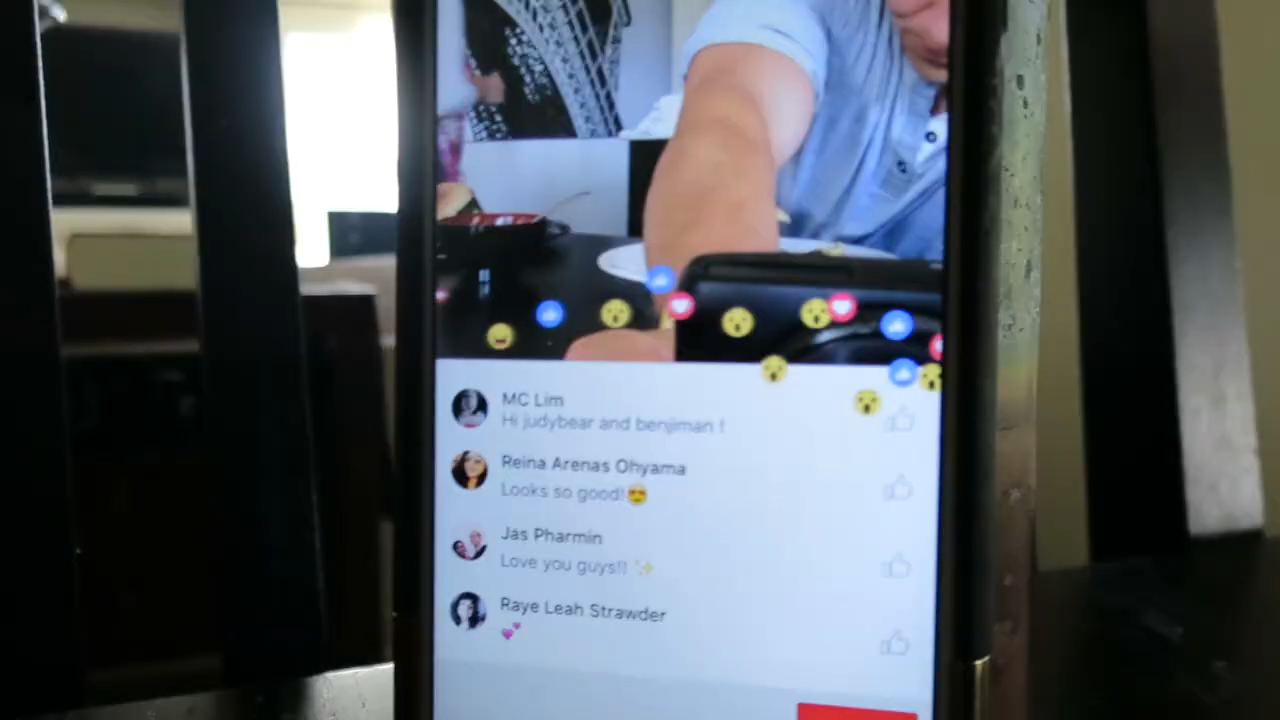 MC Lim
Hi judybear and benjiman !
Reina Arenas Ohyama
Looks so good!😍
Jas Pharmin
Love you guys!! ✨
Raye Leah Strawder
💕